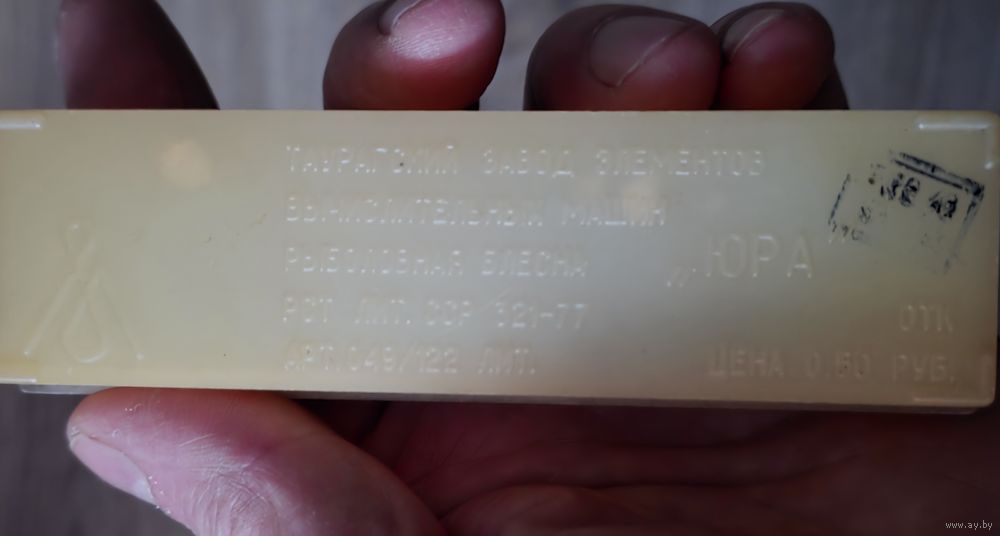 ТАУРАГСКИЙ ЗАВОД ЭЛЕМЕНТОВ
ВЫЧИСЛИТЕЛЬНЫХ МАШИН
РЫБОЛОВНАЯ БЛЕСНА „ЮРА"
РСТ ЛИТ. ССР 321-77 ОТК
АРТ.049/122 ЛИТ. ЦЕНА 0.60 РУБ.
www.ay.by